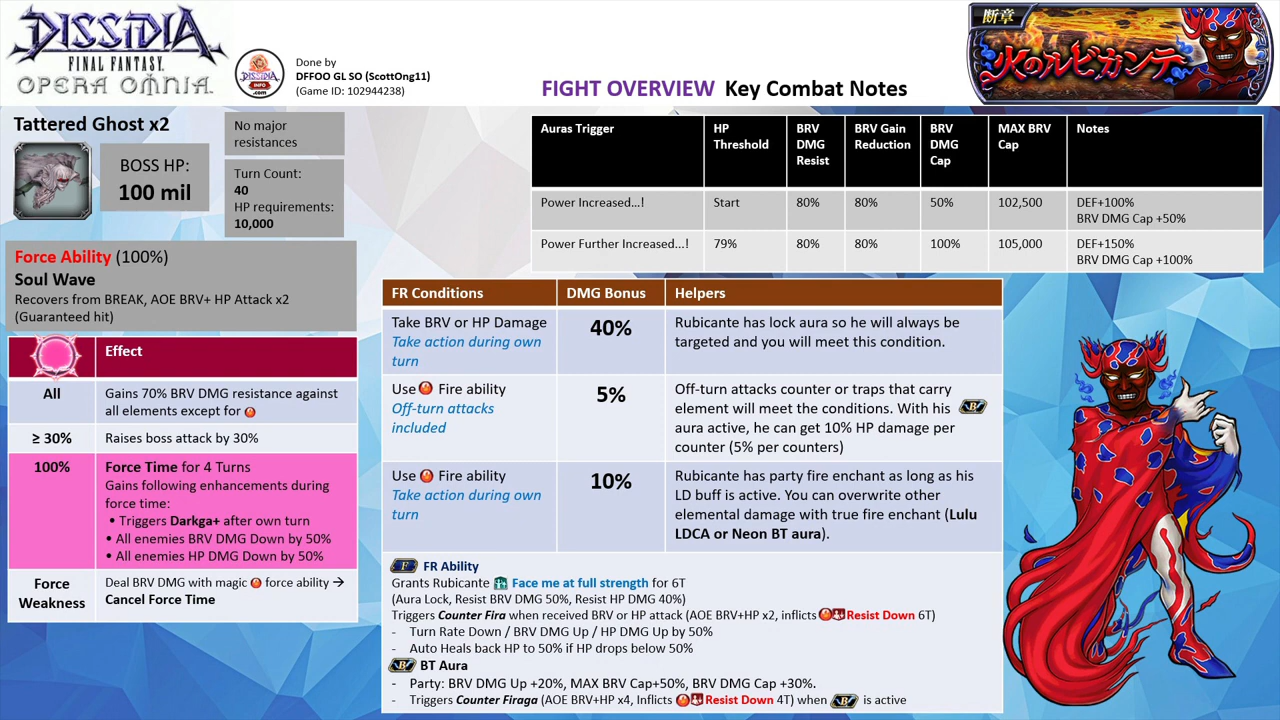 DISSIDIA
FINAL FANTASY.
OPERA OMNIA
DISSIDIA
INFO
.com
Done by
DFFOO GL SO (ScottOng11)
(Game ID: 102944238)
FIGHT OVERVIEW Key Combat Notes
断章
火のルビカンテ
Tattered Ghost x2
BOSS HP:
100 mil
No major
resistances
Turn Count:
40
HP requirements:
10,000
Force Ability (100%)
Soul Wave
Recovers from BREAK, AOE BRV+ HP Attack x2
(Guaranteed hit)
Effect
All
Gains 70% BRV DMG resistance against
all elements except for
≥ 30%
Raises boss attack by 30%
100%
Force Time for 4 Turns
Gains following enhancements during
force time:
• Triggers Darkga+ after own turn
• All enemies BRV DMG Down by 50%
• All enemies HP DMG Down by 50%
Force
Weakness
Deal BRV DMG with magic force ability →
Cancel Force Time
Auras Trigger
HP
Threshold
BRV
DMG
Resist
BRV Gain
Reduction
BRV
DMG
Cap
MAX BRV
Cap
Notes
Power Increased...!
Start
80%
80%
50%
102,500
DEF+100%
BRV DMG Cap +50%
Power Further Increased...!
79%
80%
80%
100%
105,000
DEF+150%
BRV DMG Cap +100%
FR Conditions
DMG Bonus
Helpers
Take BRV or HP Damage
Take action during own
turn
40%
Rubicante has lock aura so he will always be
targeted and you will meet this condition.
Use Fire ability
Off-turn attacks
included
5%
Off-turn attacks counter or traps that carry
element will meet the conditions. With his B
aura active, he can get 10% HP damage per
counter (5% per counters)
Use Fire ability
Take action during own
turn
10%
Rubicante has party fire enchant as long as his
LD buff is active. You can overwrite other
elemental damage with true fire enchant (Lulu
LDCA or Neon BT aura).
F FR Ability
Grants Rubicante Face me at full strength for 6T
(Aura Lock, Resist BRV DMG 50%, Resist HP DMG 40%)
Triggers Counter Fira when received BRV or HP attack (AOE BRV+HP x2, inflicts Resist Down 6T)
- Turn Rate Down / BRV DMG Up / HP DMG Up by 50%
- Auto Heals back HP to 50% if HP drops below 50%
B BT Aura
- Party: BRV DMG Up +20%, MAX BRV Cap+50%, BRV DMG Cap +30%.
- Triggers Counter Firaga (AOE BRV+HP x4, Inflicts Resist Down 4T) when B is active